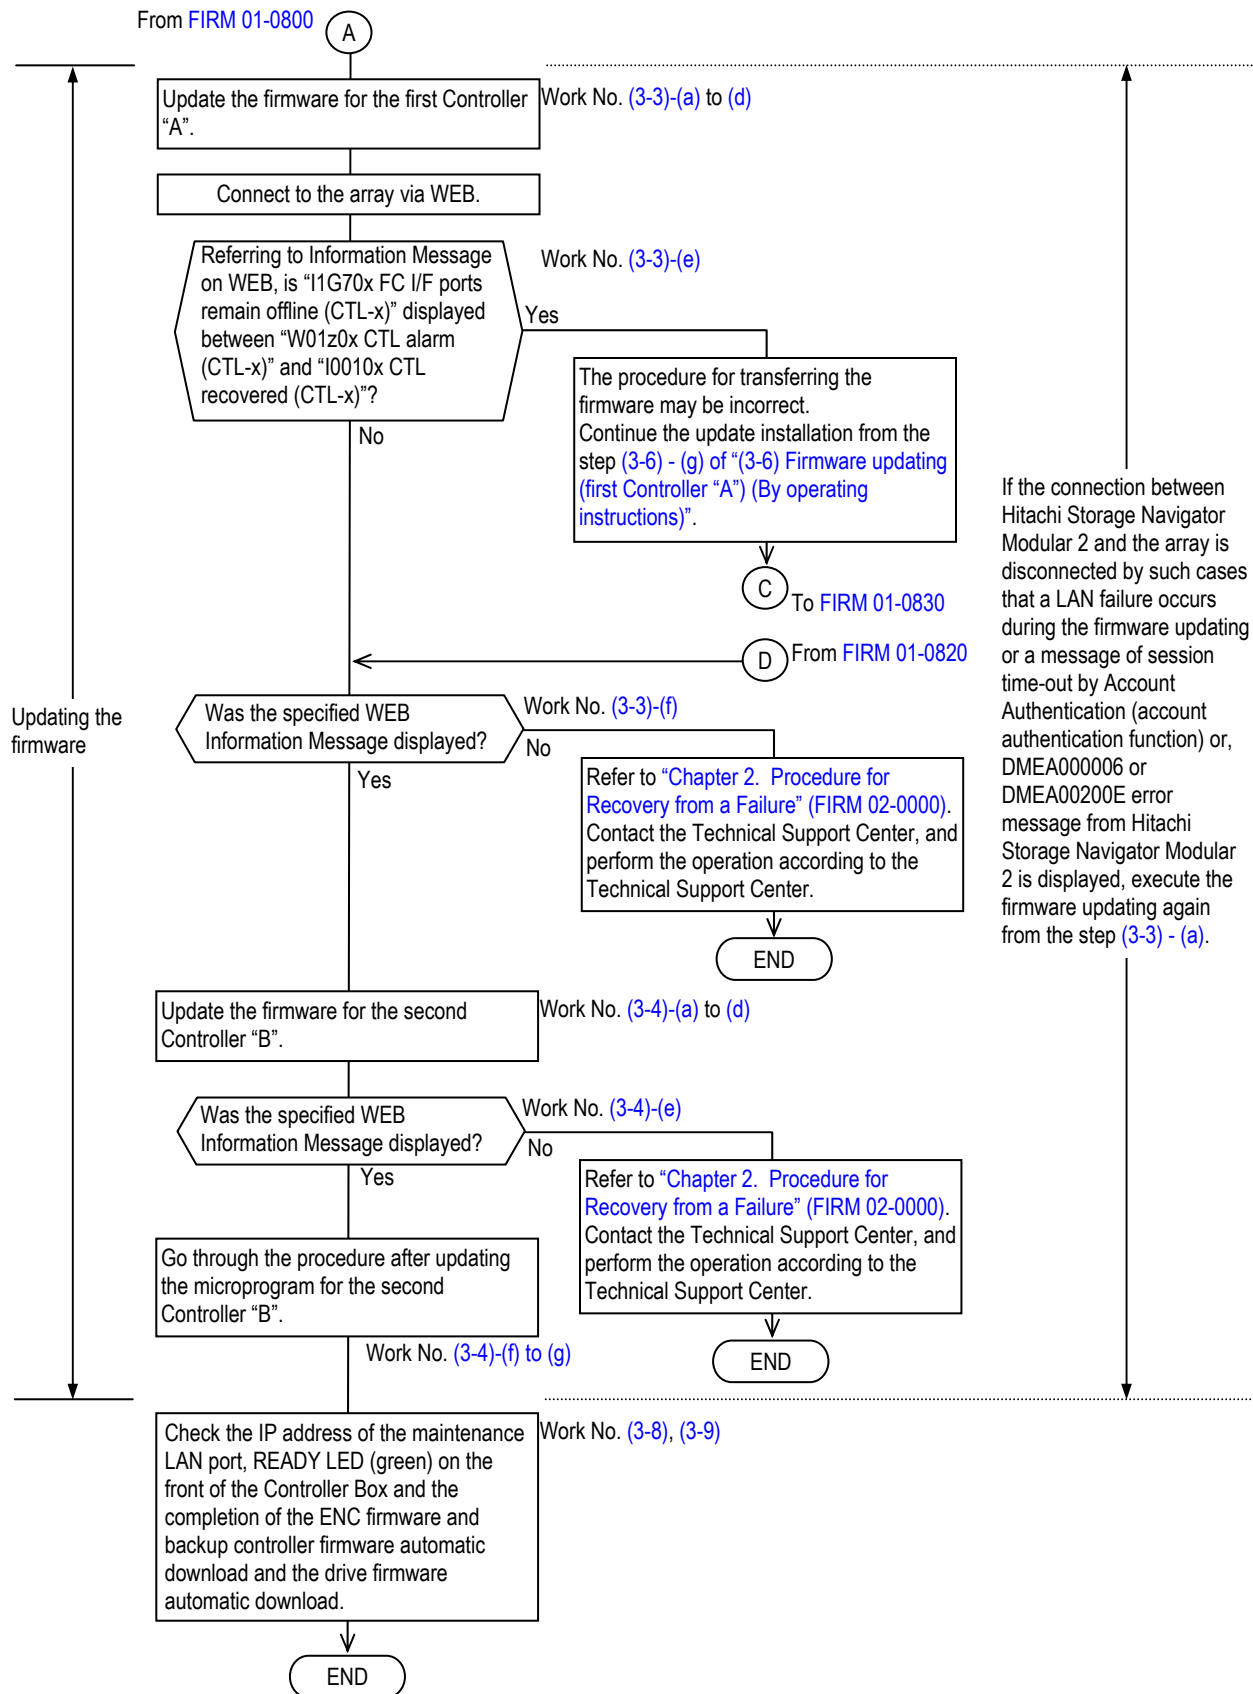 From FIRM 01-0800
A
Update the firmware for the first Controller
“A”.
Work No. (3-3)-(a) to (d)
Connect to the array via WEB.
Referring to Information Message
on WEB, is “I1G70x FC I/F ports
remain offline (CTL-x)” displayed
between “W01z0x CTL alarm
(CTL-x)” and “I0010x CTL
recovered (CTL-x)”?
Work No. (3-3)-(e)
Yes
No
The procedure for transferring the
firmware may be incorrect.
Continue the update installation from the
step (3-6) - (g) of “(3-6) Firmware updating
(first Controller “A”) (By operating
instructions)”.
C
To FIRM 01-0830
D
From FIRM 01-0820
Updating the
firmware
Was the specified WEB
Information Message displayed?
Work No. (3-3)-(f)
No
Yes
Refer to “Chapter 2.  Procedure for
Recovery from a Failure” (FIRM 02-0000).
Contact the Technical Support Center, and
perform the operation according to the
Technical Support Center.
END
If the connection between
Hitachi Storage Navigator
Modular 2 and the array is
disconnected by such cases
that a LAN failure occurs
during the firmware updating
or a message of session
time-out by Account
Authentication (account
authentication function) or,
DMEA000006 or
DMEA00200E error
message from Hitachi
Storage Navigator Modular
2 is displayed, execute the
firmware updating again
from the step (3-3) - (a).
Update the firmware for the second
Controller “B”.
Work No. (3-4)-(a) to (d)
Was the specified WEB
Information Message displayed?
Work No. (3-4)-(e)
No
Yes
Refer to “Chapter 2.  Procedure for
Recovery from a Failure” (FIRM 02-0000).
Contact the Technical Support Center, and
perform the operation according to the
Technical Support Center.
END
Go through the procedure after updating
the microprogram for the second
Controller “B”.
Work No. (3-4)-(f) to (g)
Check the IP address of the maintenance
LAN port, READY LED (green) on the
front of the Controller Box and the
completion of the ENC firmware and
backup controller firmware automatic
download and the drive firmware
automatic download.
Work No. (3-8), (3-9)
END